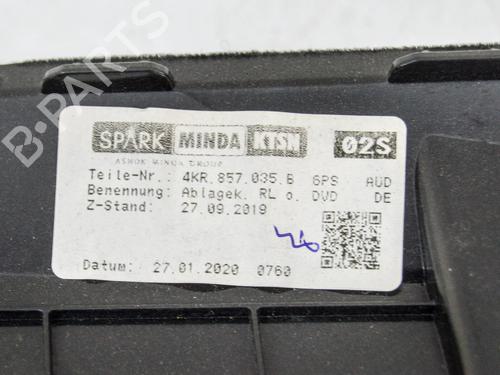 SPARK MINDA KTSN 02S
ASHOK MINDA GROUP
Teile-Nr.: 4KR.857.035.B 6PS AUD
Benennung: Ablagek. RL o. DVD DE
Z-Stand: 27.09.2019
Datum: 27.01.2020 0760
B-PARTS